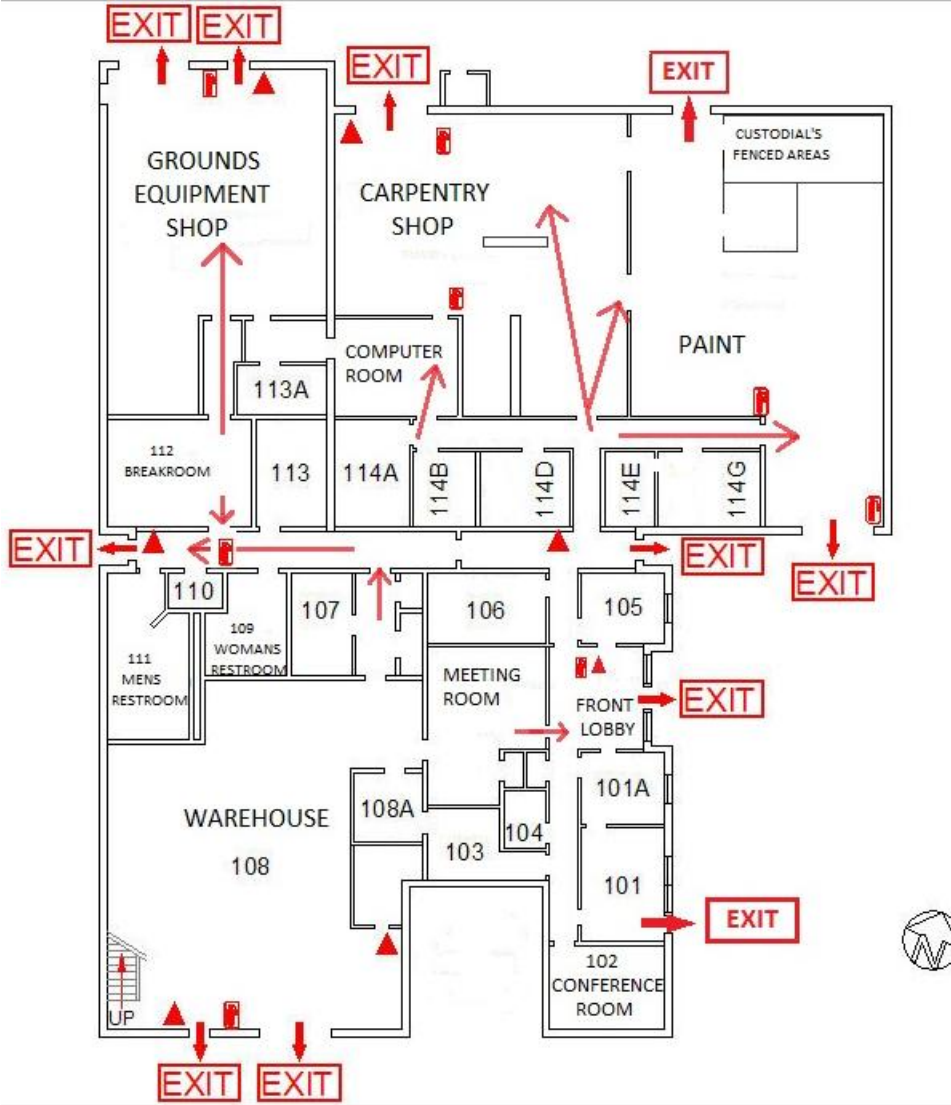 EXIT
EXIT
EXIT
EXIT
CUSTODIAL'S
FENCED AREAS
GROUNDS
EQUIPMENT
SHOP
CARPENTRY
SHOP
PAINT
COMPUTER
ROOM
113A
112
BREAKROOM
113
114A
114B
114D
114E
114G
EXIT
EXIT
EXIT
110
107
106
105
109
WOMANS
RESTROOM
111
MENS
RESTROOM
MEETING
ROOM
FRONT
LOBBY
EXIT
101A
108A
104
WAREHOUSE
108
103
101
EXIT
102
CONFERENCE
ROOM
N
UP
EXIT
EXIT